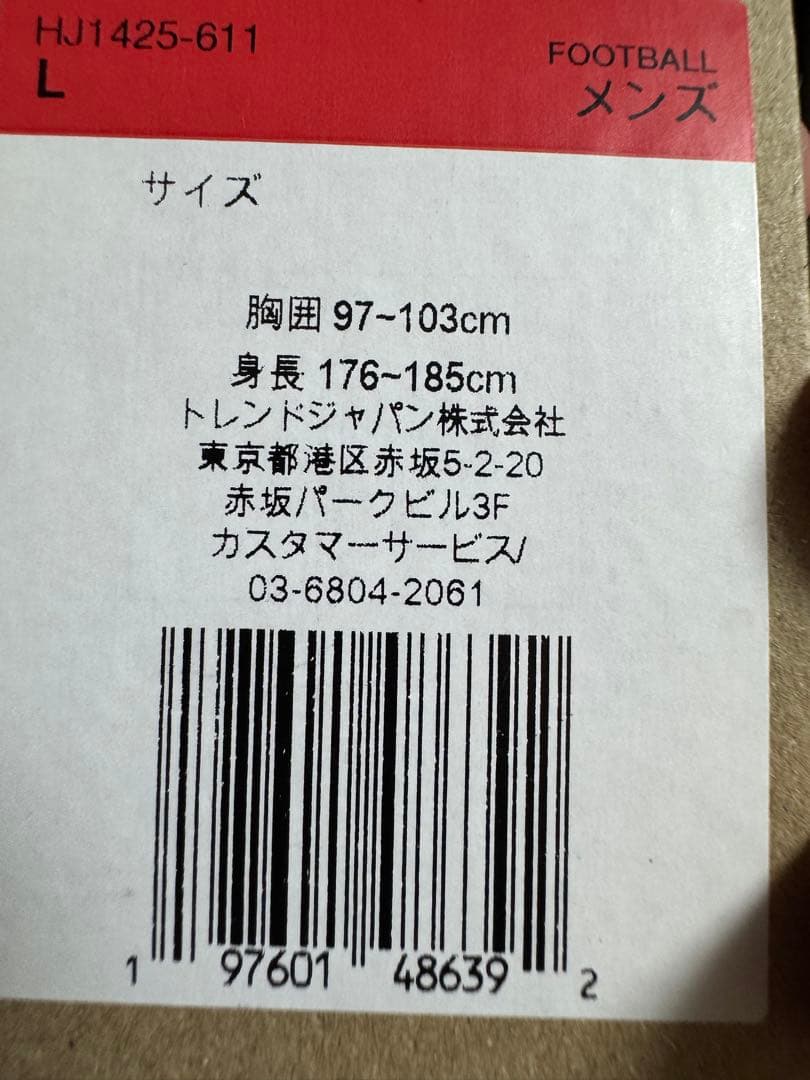 HJ1425-611
L
FOOTBALL
メンズ
サイズ
胸囲 97~103cm
身長 176~185cm
トレンドジャパン株式会社
東京都港区赤坂5-2-20
赤坂パークビル3F
カスタマーサービス/
03-6804-2061
1 97601 48639 2